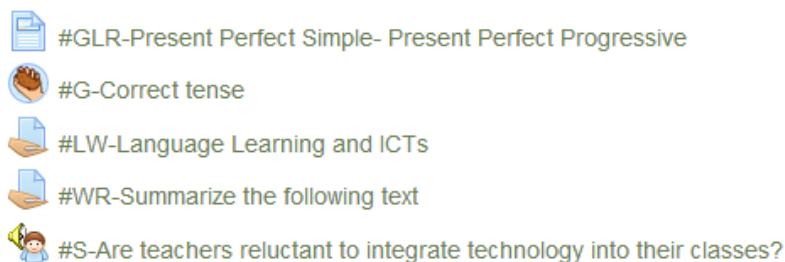 #GLR-Present Perfect Simple- Present Perfect Progressive
#G-Correct tense
#LW-Language Learning and ICTs
#WR-Summarize the following text
#S-Are teachers reluctant to integrate technology into their classes?